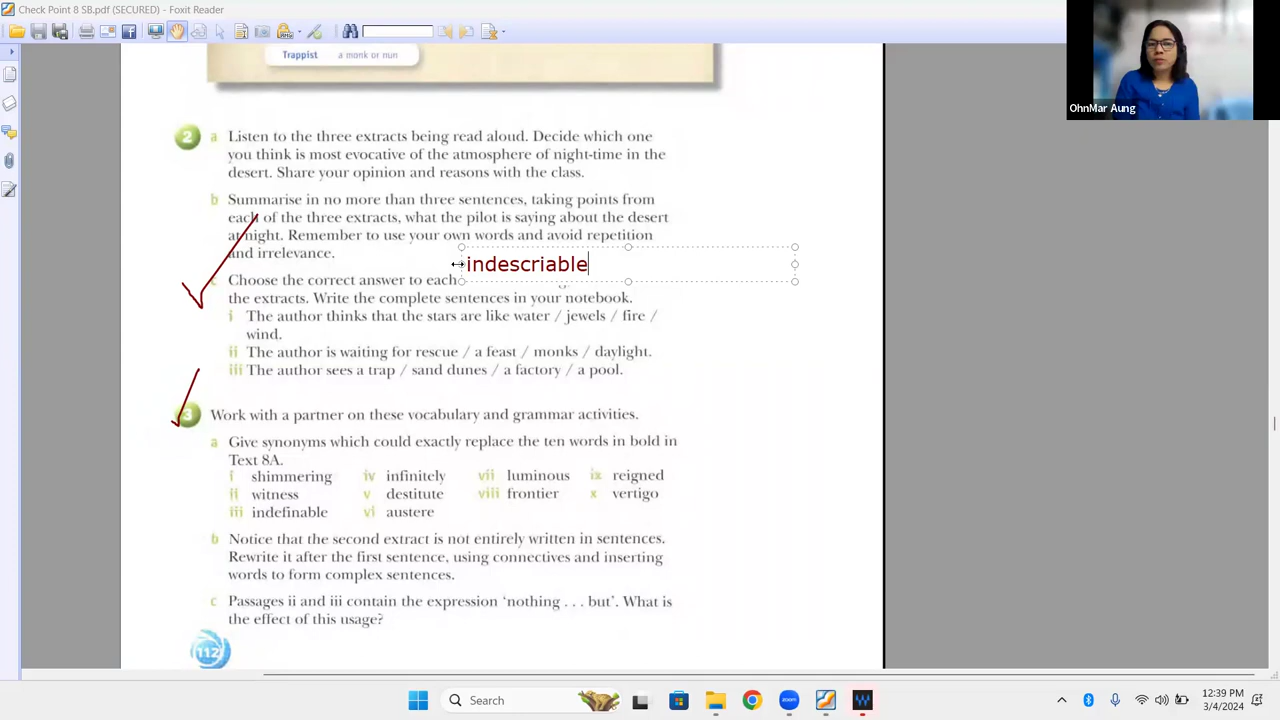 Check Point 8 SB.pdf (SECURED) - Foxit Reader
Trappist a monk or nun
OhnMar Aung
2 a Listen to the three extracts being read aloud. Decide which one
you think is most evocative of the atmosphere of night-time in the
desert. Share your opinion and reasons with the class.
b Summarise in no more than three sentences, taking points from
each of the three extracts, what the pilot is saying about the desert
at night. Remember to use your own words and avoid repetition
and irrelevance.
indescriable
c Choose the correct answer to each
the extracts. Write the complete sentences in your notebook.
i The author thinks that the stars are like water / jewels / fire /
wind.
ii The author is waiting for rescue / a feast / monks / daylight.
iii The author sees a trap / sand dunes / a factory / a pool.
3 Work with a partner on these vocabulary and grammar activities.
a Give synonyms which could exactly replace the ten words in bold in
Text 8A.
i shimmering iv infinitely vii luminous ix reigned
ii witness v destitute viii frontier x vertigo
iii indefinable vi austere
b Notice that the second extract is not entirely written in sentences.
Rewrite it after the first sentence, using connectives and inserting
words to form complex sentences.
c Passages ii and iii contain the expression 'nothing . . . but'. What is
the effect of this usage?
112
Search
12:39 PM
3/4/2024